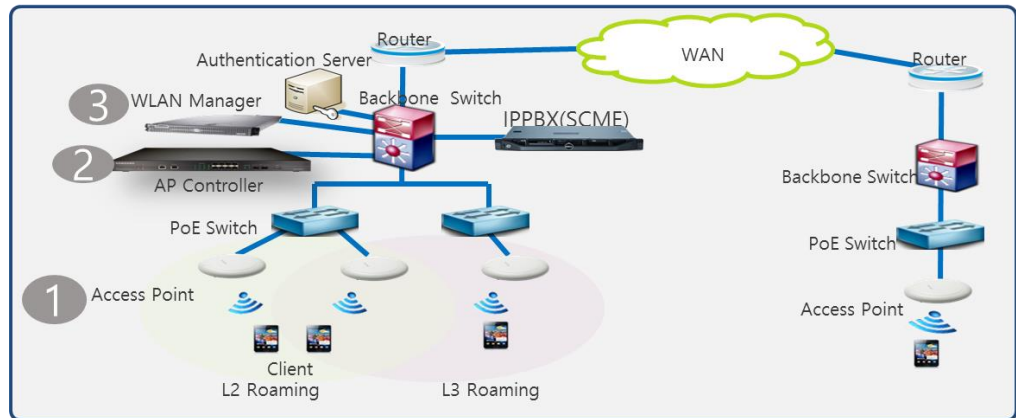 Router
WAN
Router
Authentication Server
3 WLAN Manager
Backbone Switch
IPPBX(SCME)
2
AP Controller
Backbone Switch
PoE Switch
PoE Switch
1 Access Point
Access Point
Client
L2 Roaming
L3 Roaming